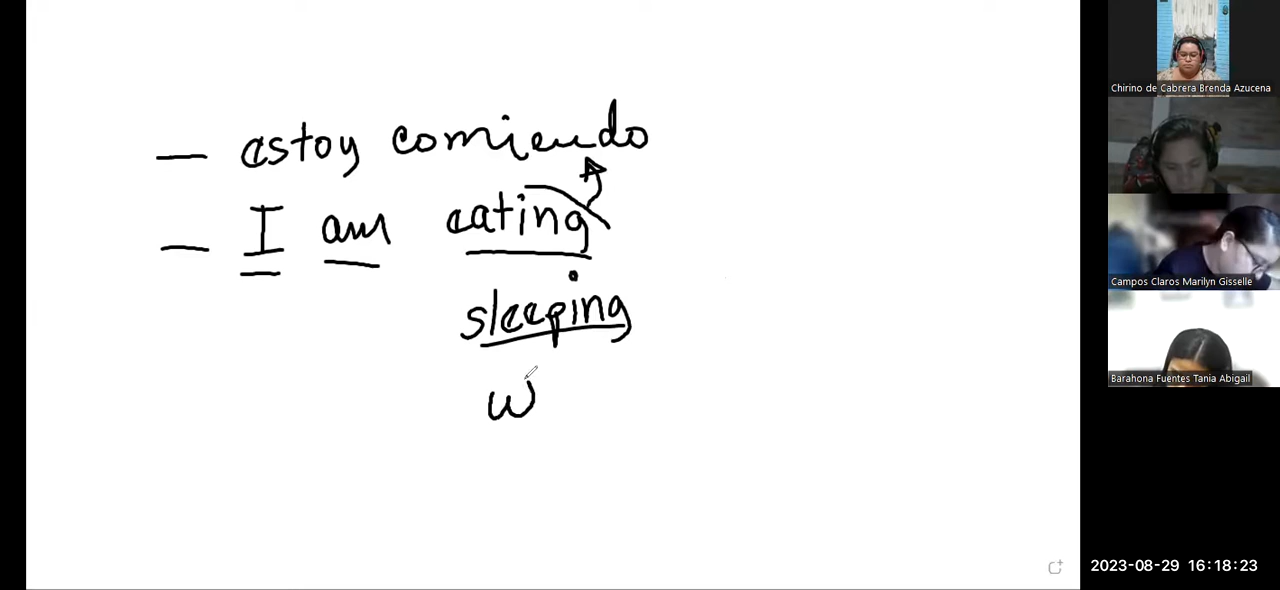 — estoy comiendo
— I am eating
sleeping
w
Chirino de Cabrera Brenda Azucena
Campos Claros Marilyn Gisselle
Barahona Fuentes Tania Abigail
2023-08-29 16:18:23